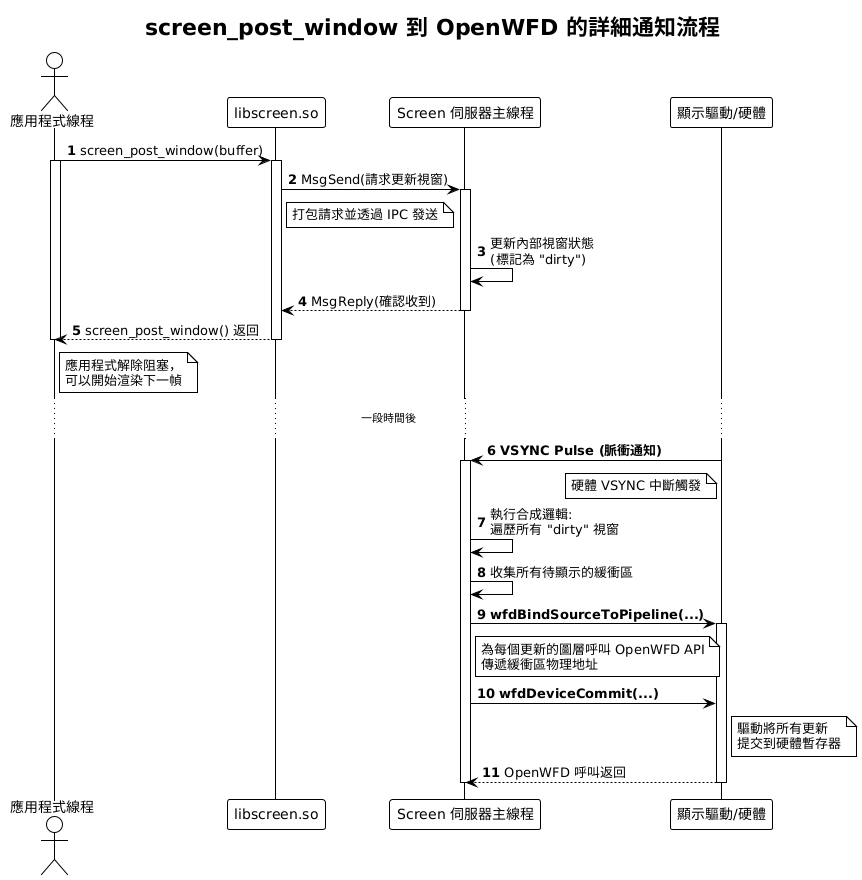 screen_post_window 到 OpenWFD 的詳細通知流程
應用程式線程
libscreen.so
Screen 伺服器主線程
顯示驅動/硬體
1 screen_post_window(buffer)
2 MsgSend(請求更新視窗)
打包請求並透過 IPC 發送
3 更新內部視窗狀態
(標記為 "dirty")
4 MsgReply(確認收到)
5 screen_post_window() 返回
應用程式解除阻塞，
可以開始渲染下一幀
一段時間後
6 VSYNC Pulse (脈衝通知)
硬體 VSYNC 中斷觸發
7 執行合成邏輯:
遍歷所有 "dirty" 視窗
8 收集所有待顯示的緩衝區
9 wfdBindSourceToPipeline(...)
為每個更新的圖層呼叫 OpenWFD API
傳遞緩衝區物理地址
10 wfdDeviceCommit(...)
驅動將所有更新
提交到硬體暫存器
11 OpenWFD 呼叫返回
應用程式線程
libscreen.so
Screen 伺服器主線程
顯示驅動/硬體